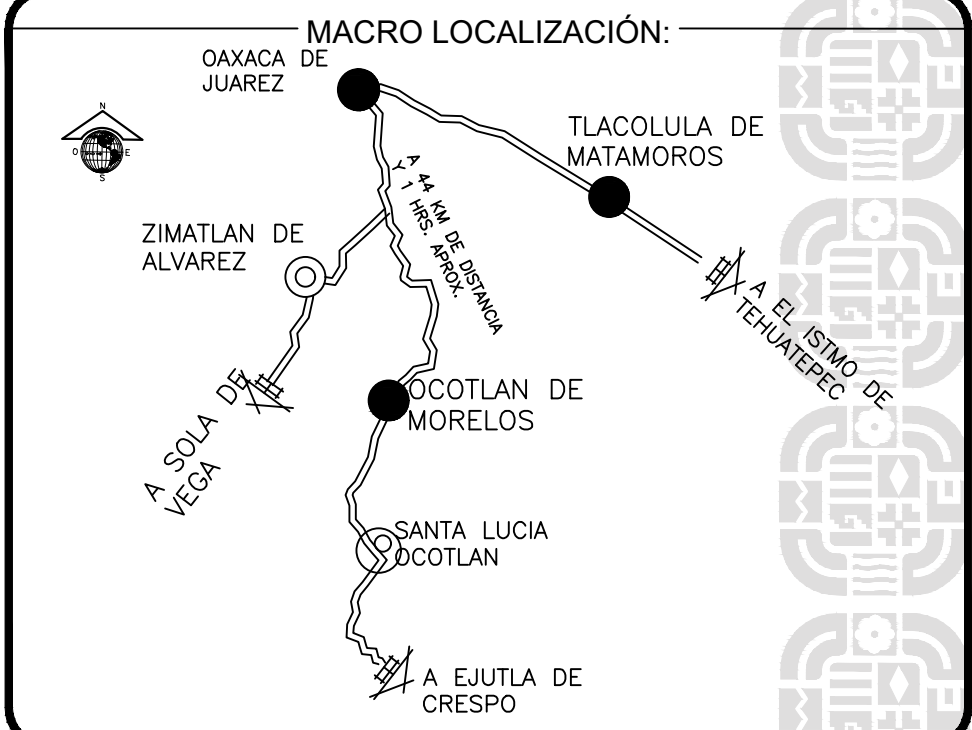 MACRO LOCALIZACIÓN:
OAXACA DE
JUAREZ
N
O
E
S
TLACOLULA DE
MATAMOROS
A 44 KM DE DISTANCIA
Y 1 HRS. APROX.
ZIMATLAN DE
ALVAREZ
A EL ISTMO DE
TEHUATEPEC
A SOLA DE
VEGA
OCOTLAN DE
MORELOS
SANTA LUCIA
OCOTLAN
A EJUTLA DE
CRESPO